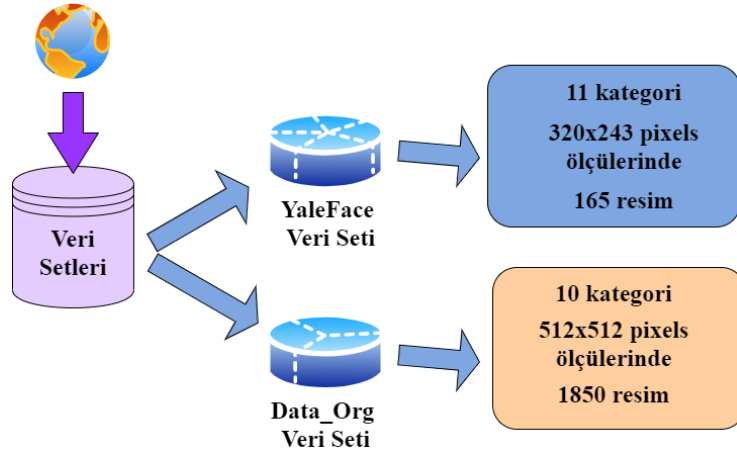 Veri
Setleri
YaleFace
Veri Seti
11 kategori
320x243 pixels
ölçülerinde
165 resim
Data_Org
Veri Seti
10 kategori
512x512 pixels
ölçülerinde
1850 resim